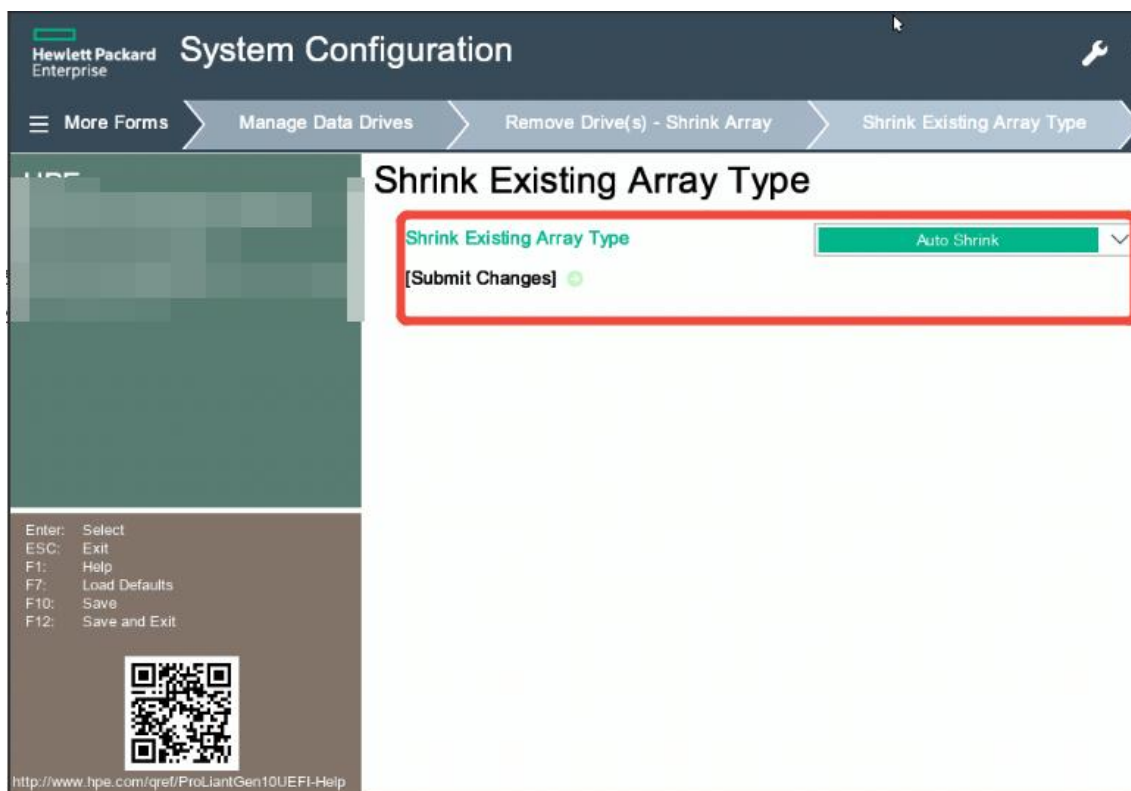 Hewlett Packard
Enterprise
System Configuration
More Forms
Manage Data Drives
Remove Drive(s) - Shrink Array
Shrink Existing Array Type
Shrink Existing Array Type
Shrink Existing Array Type
Auto Shrink
[Submit Changes]
Enter: Select
ESC: Exit
F1: Help
F7: Load Defaults
F10: Save
F12: Save and Exit
http://www.hpe.com/qref/ProLiantGen10UEFI-Help